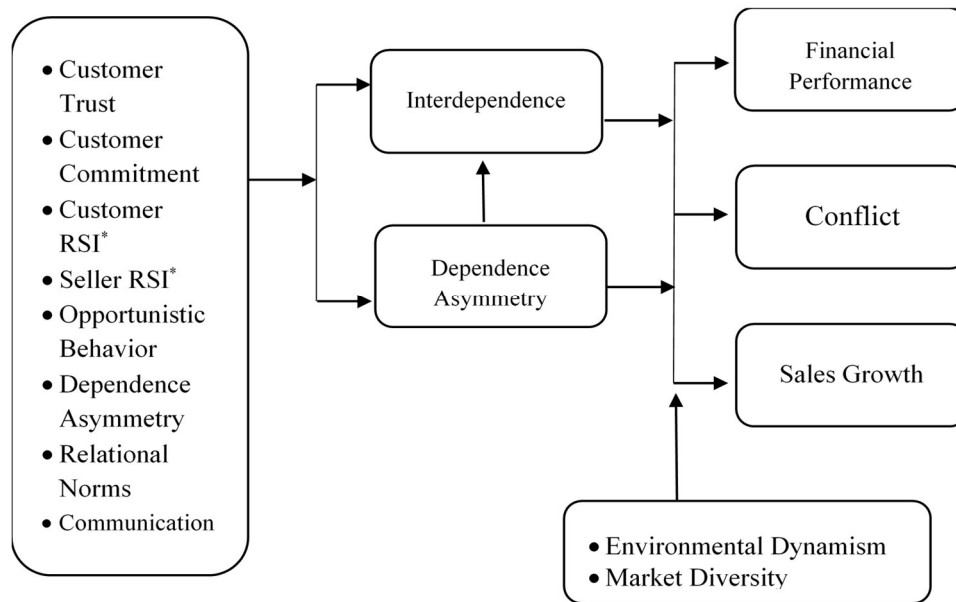 • Customer
Trust
• Customer
Commitment
• Customer
RSI*
• Seller RSI*
• Opportunistic
Behavior
• Dependence
Asymmetry
• Relational
Norms
• Communication
Interdependence
Dependence
Asymmetry
Financial
Performance
Conflict
Sales Growth
• Environmental Dynamism
• Market Diversity